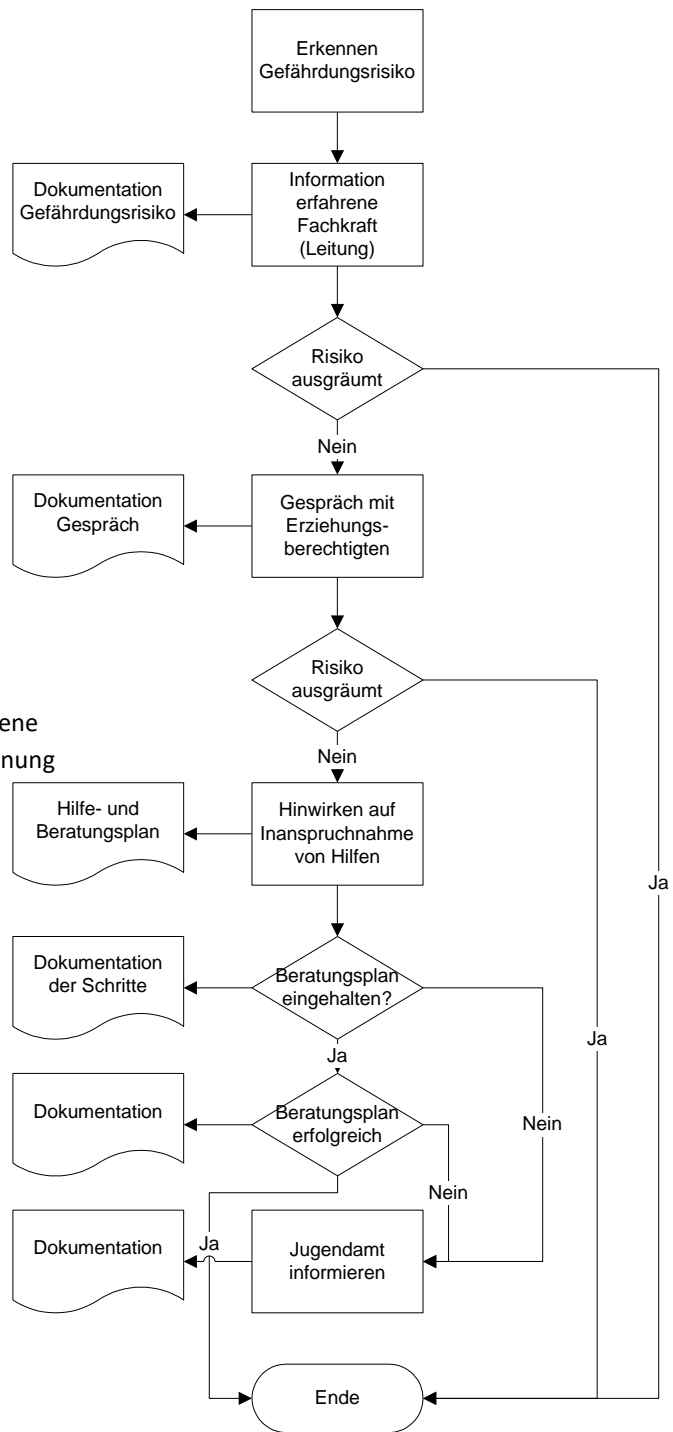 Erkennen
Gefährdungsrisiko
Dokumentation
Gefährdungsrisiko
Information
erfahrene
Fachkraft
(Leitung)
Risiko
ausgräumt
Nein
Dokumentation
Gespräch
Gespräch mit
Erziehungs-
berechtigten
Risiko
ausgräumt
ene
nung
Nein
Hilfe- und
Beratungsplan
Hinwirken auf
Inanspruchnahme
von Hilfen
Ja
Dokumentation
der Schritte
Beratungsplan
eingehalten?
Ja
Ja
Dokumentation
Beratungsplan
erfolgreich
Nein
Nein
Dokumentation
Ja
Jugendamt
informieren
Ende